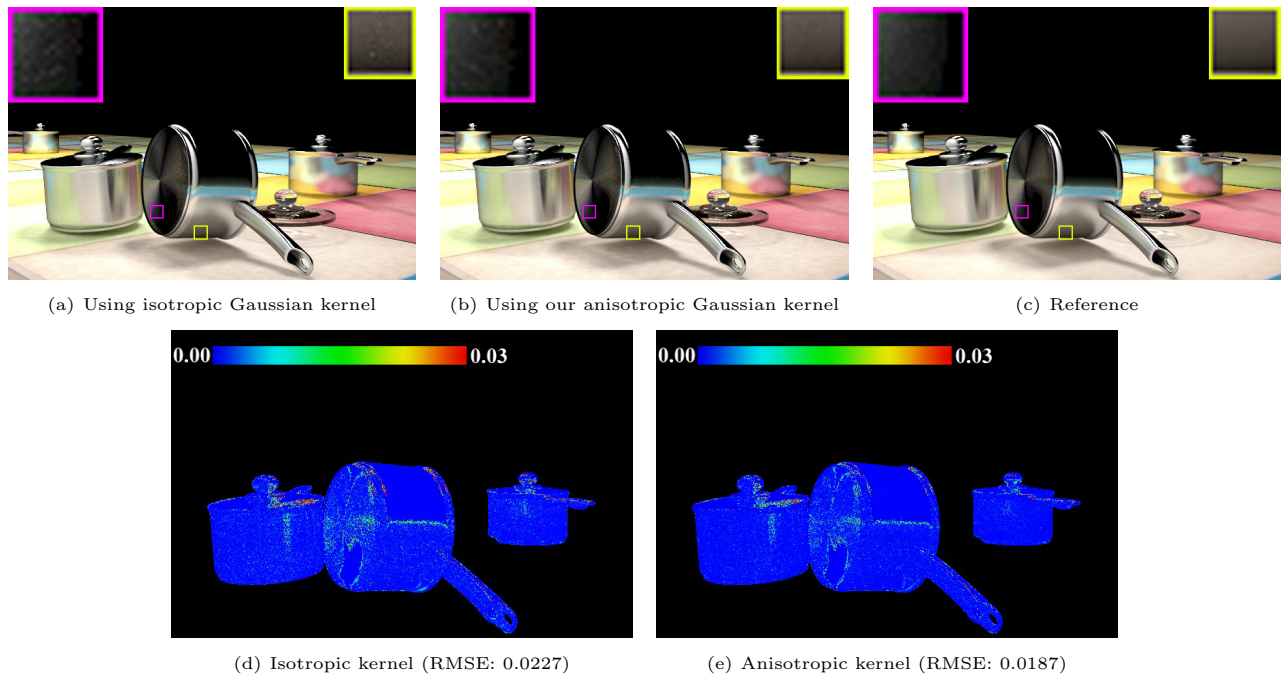 (a) Using isotropic Gaussian kernel
(b) Using our anisotropic Gaussian kernel
(c) Reference
0.00 0.03
0.00 0.03
(d) Isotropic kernel (RMSE: 0.0227)
(e) Anisotropic kernel (RMSE: 0.0187)